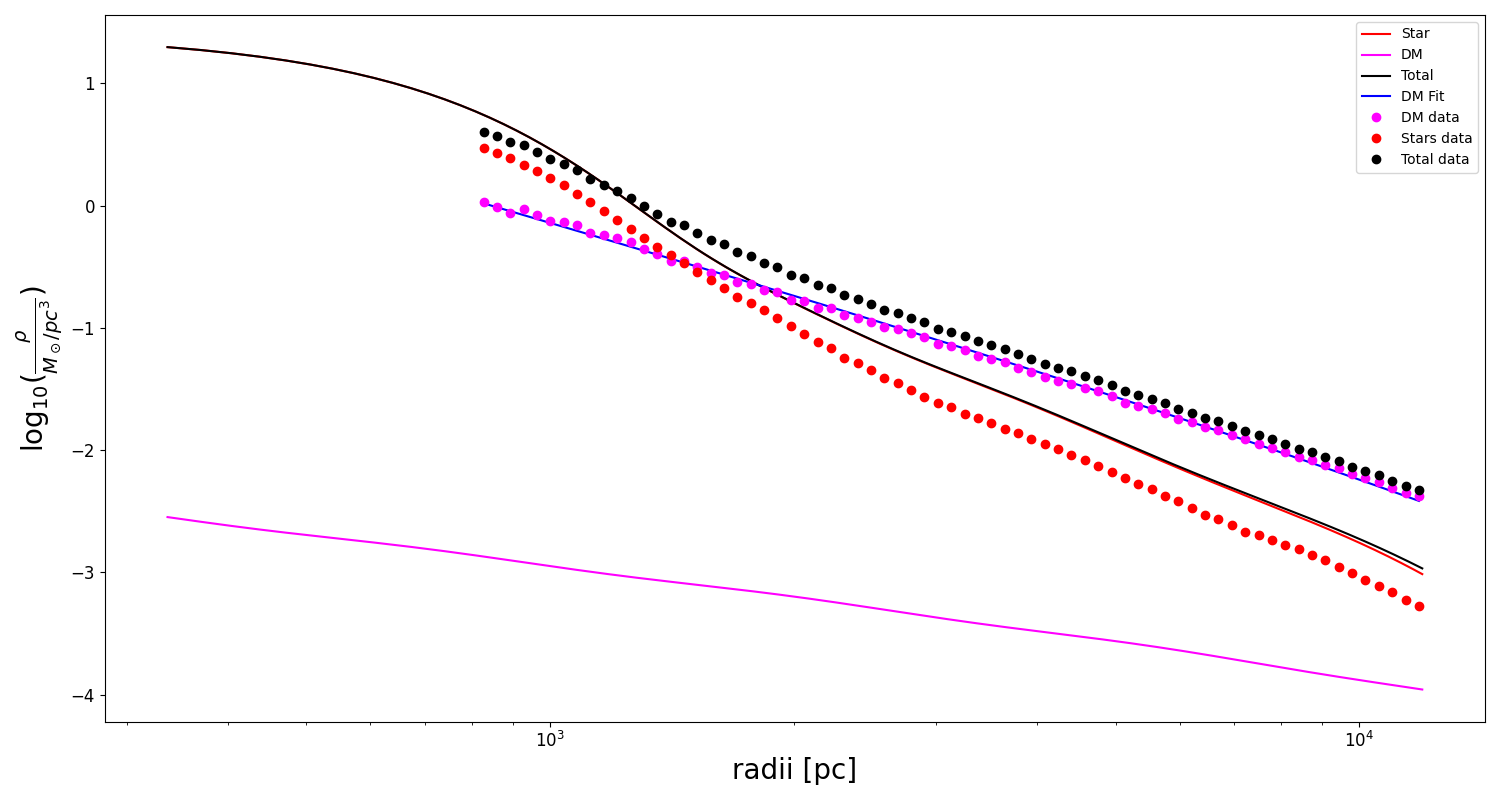 1
0
−1
−2
−3
−4
log₁₀(ρ / M⊙/pc³)
10³
10⁴
radii [pc]
Star
DM
Total
DM Fit
DM data
Stars data
Total data